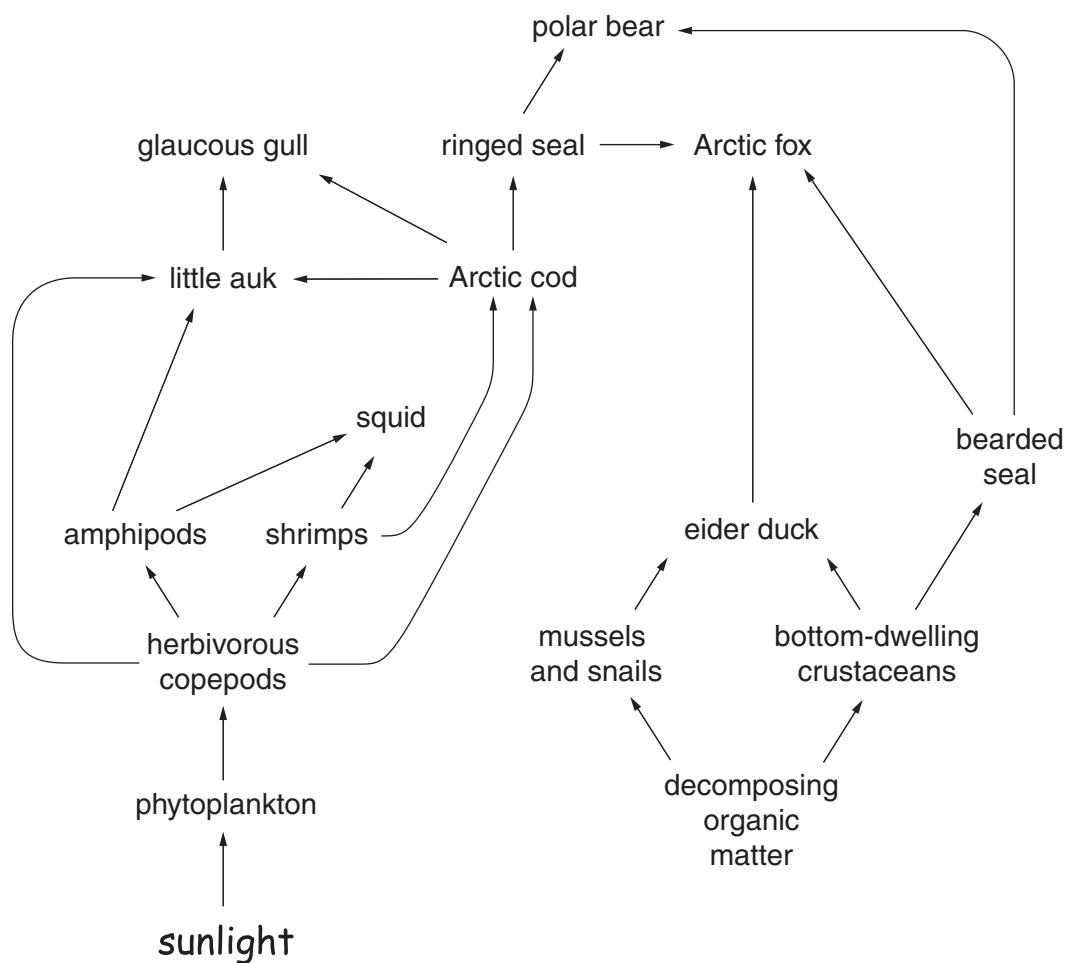 polar bear
glaucous gull
ringed seal
Arctic fox
little auk
Arctic cod
squid
bearded
seal
amphipods
shrimps
eider duck
herbivorous
copepods
mussels
and snails
bottom-dwelling
crustaceans
phytoplankton
decomposing
organic
matter
sunlight